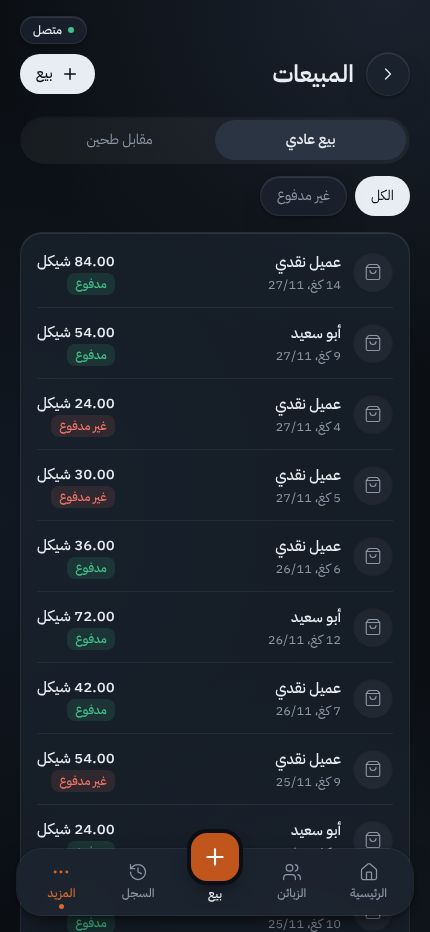 متصل
المبيعات
بيع
بيع عادي
مقابل طحين
الكل
غير مدفوع
عميل نقدي
84.00 شيكل
14 كغ، 27/11
مدفوع
أبو سعيد
54.00 شيكل
9 كغ، 27/11
مدفوع
عميل نقدي
24.00 شيكل
4 كغ، 27/11
غير مدفوع
عميل نقدي
30.00 شيكل
5 كغ، 27/11
غير مدفوع
عميل نقدي
36.00 شيكل
6 كغ، 26/11
مدفوع
أبو سعيد
72.00 شيكل
12 كغ، 26/11
مدفوع
عميل نقدي
42.00 شيكل
7 كغ، 26/11
مدفوع
عميل نقدي
54.00 شيكل
9 كغ، 25/11
غير مدفوع
أبو سعيد
24.00 شيكل
الرئيسية
الزبائن
بيع
السجل
المزيد
10 كغ، 25/11
مدفوع